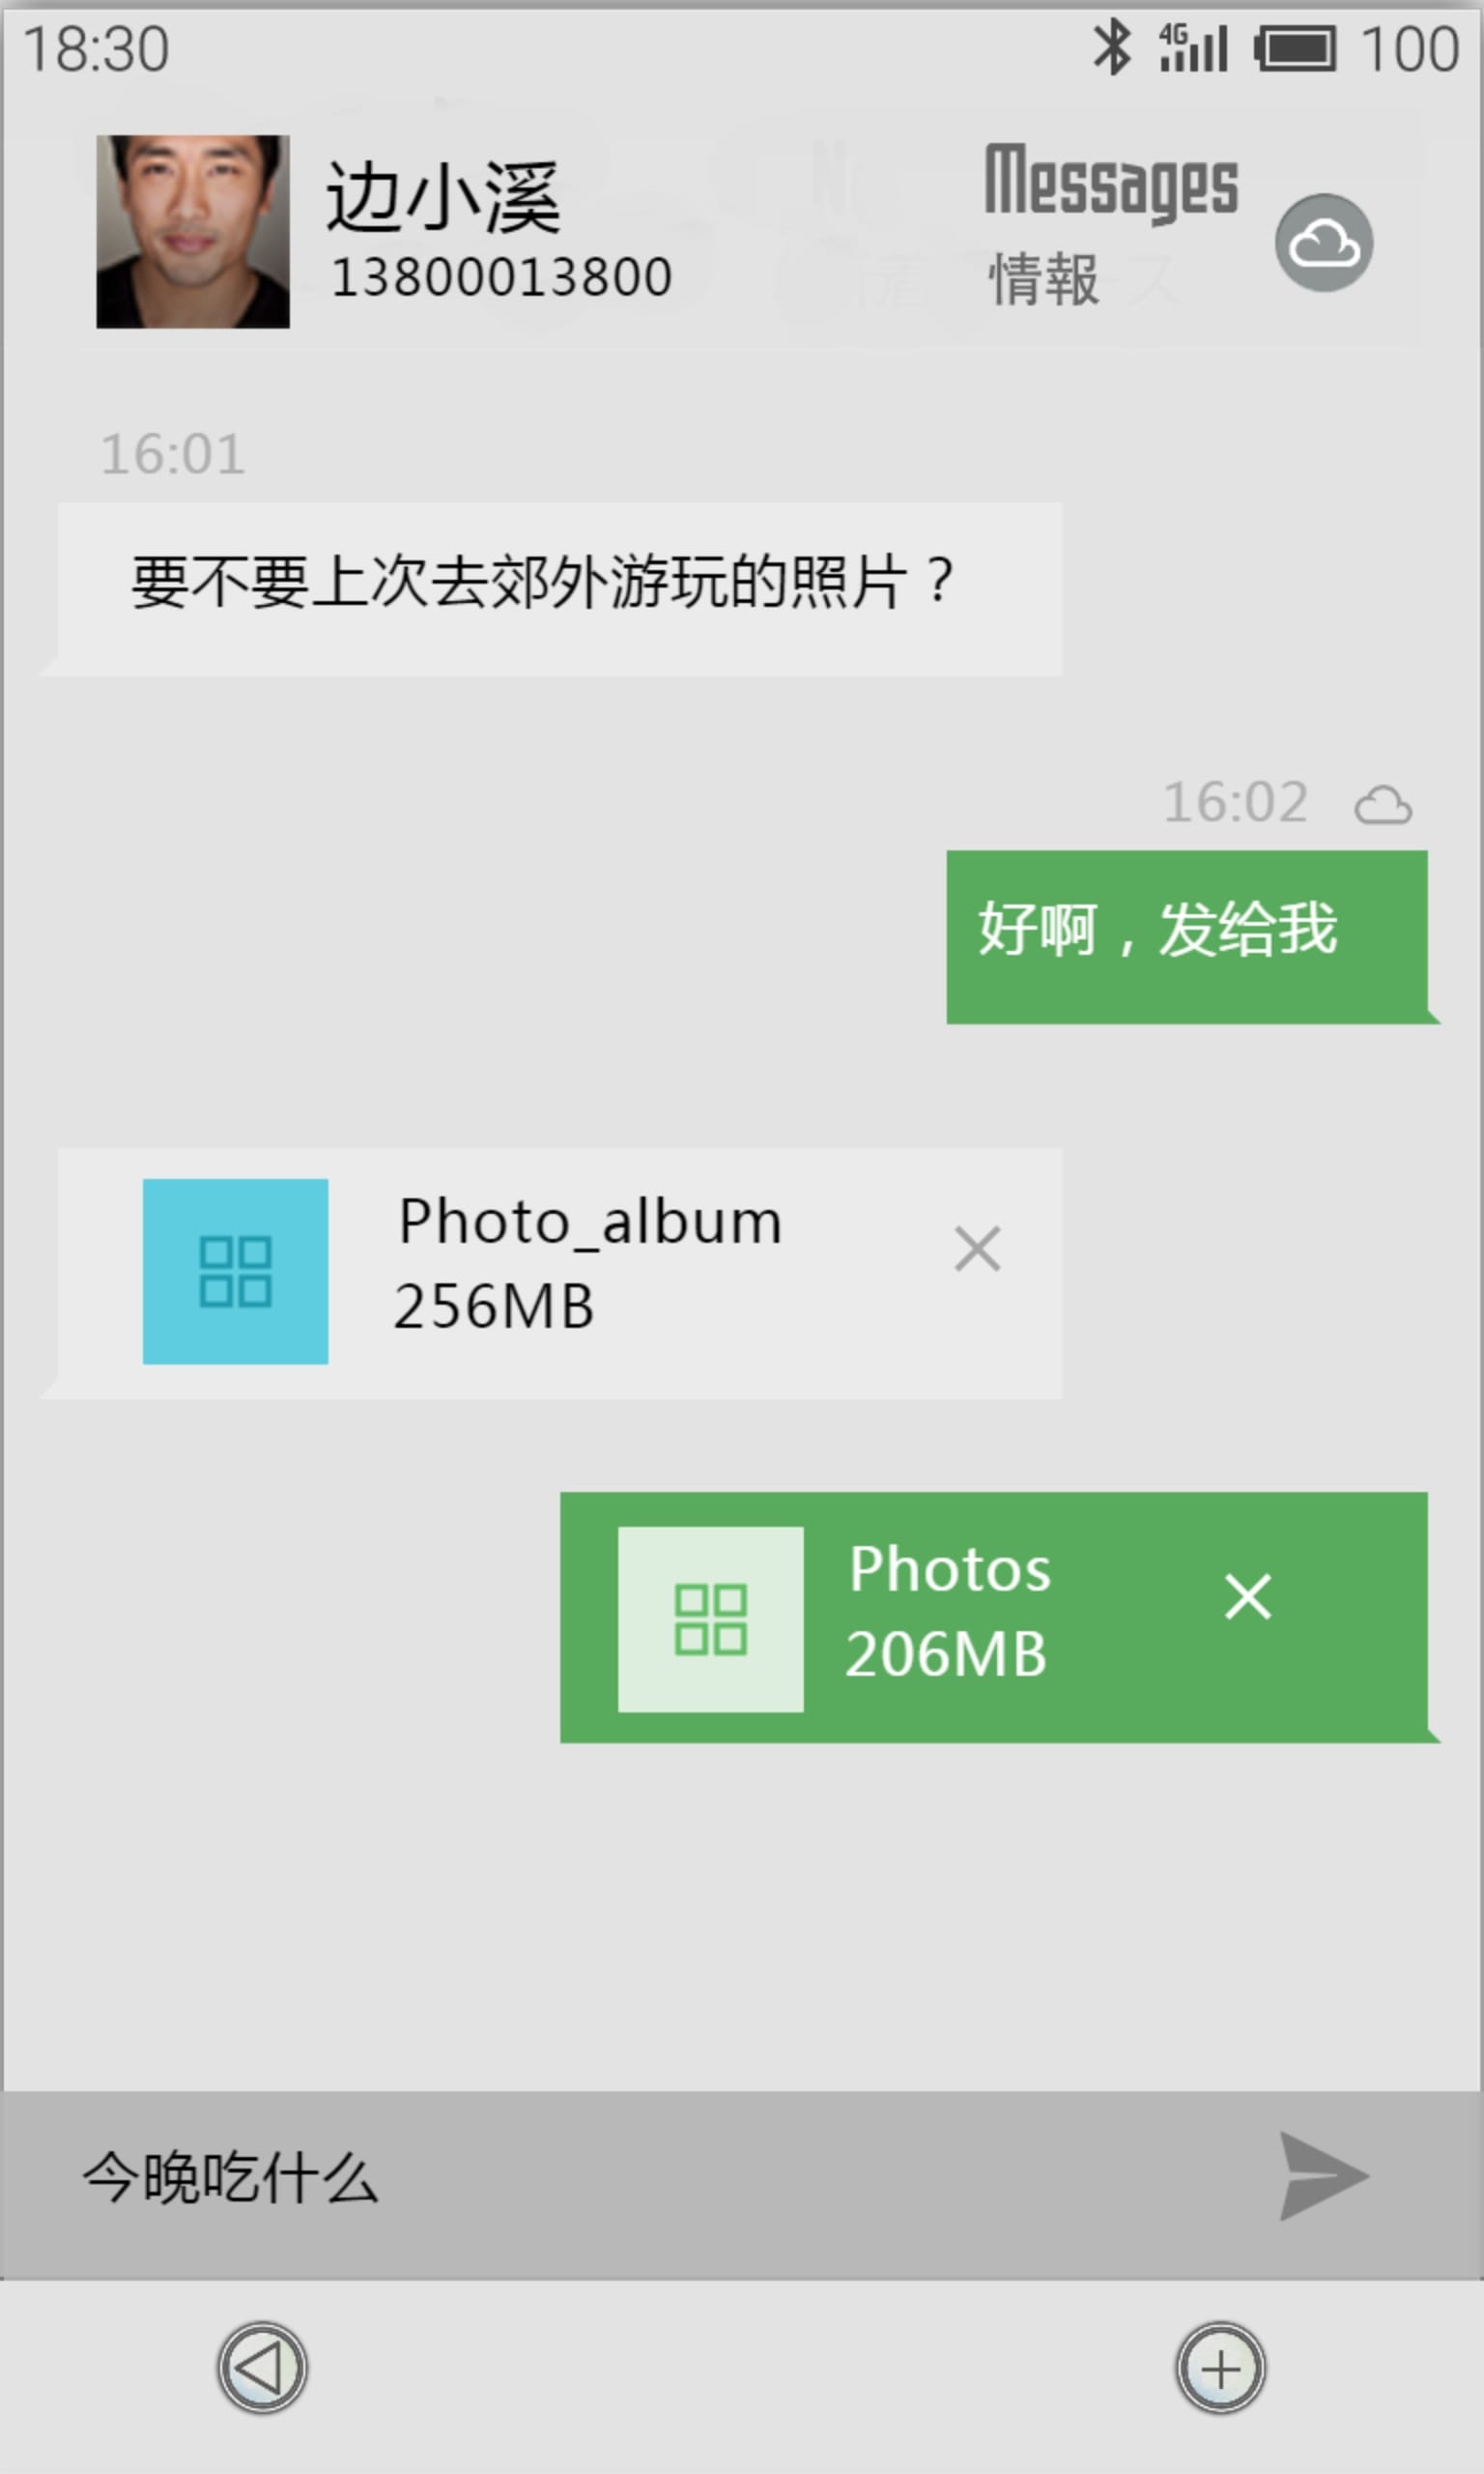 18:30
4G
100
边小溪
13800013800
Messages
情報
16:01
要不要上次去郊外游玩的照片？
16:02
好啊，发给我
Photo_album
256MB
Photos
206MB
今晚吃什么